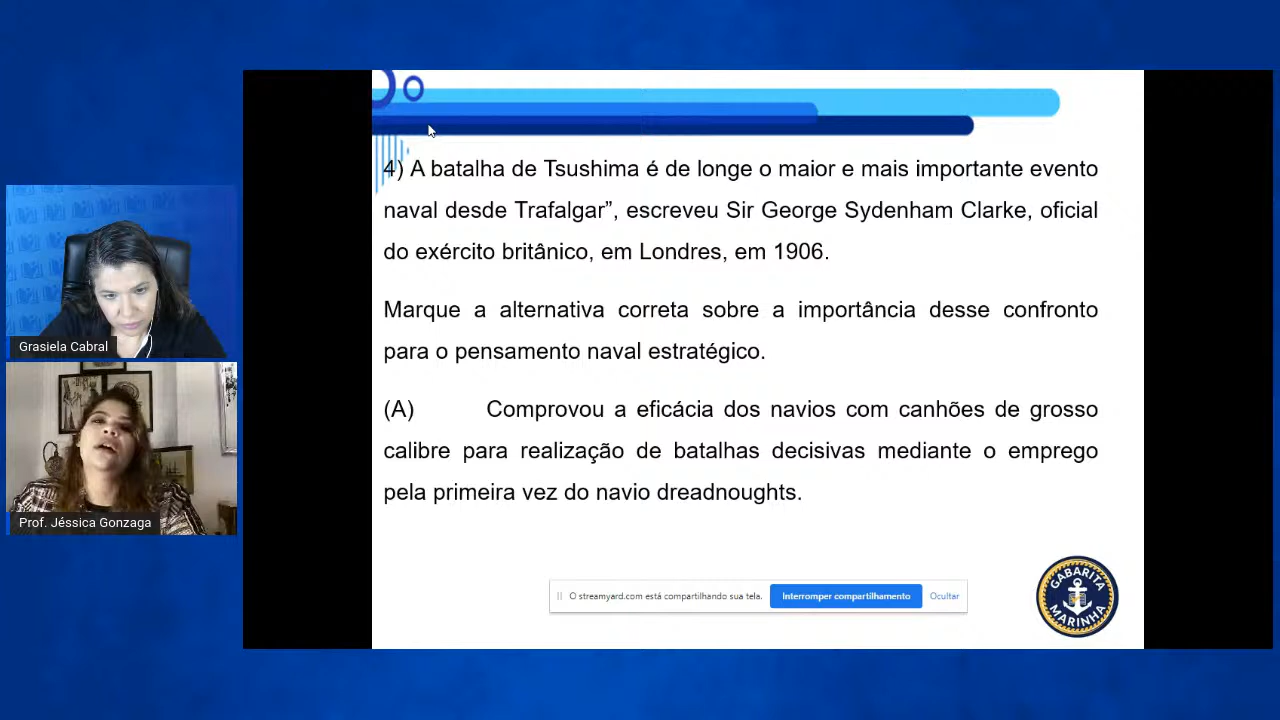 4) A batalha de Tsushima é de longe o maior e mais importante evento
naval desde Trafalgar”, escreveu Sir George Sydenham Clarke, oficial
do exército britânico, em Londres, em 1906.
Marque a alternativa correta sobre a importância desse confronto
para o pensamento naval estratégico.
(A) Comprovou a eficácia dos navios com canhões de grosso
calibre para realização de batalhas decisivas mediante o emprego
pela primeira vez do navio dreadnoughts.
Grasiela Cabral
Prof. Jéssica Gonzaga
O streamyard.com está compartilhando sua tela.
Interromper compartilhamento
Ocultar
GABARITA
MARINHA